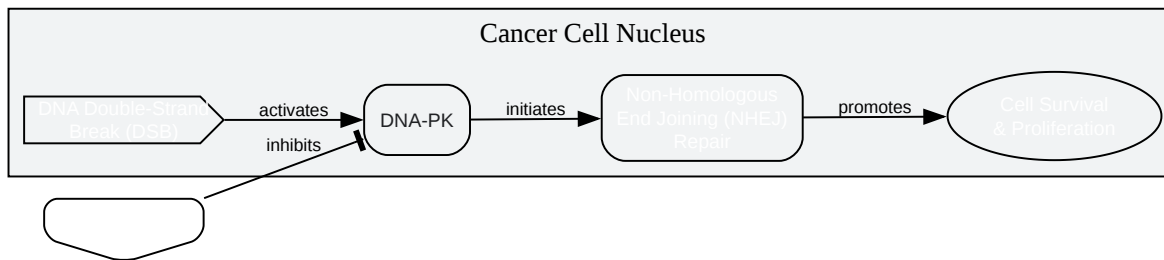 Cancer Cell Nucleus
DNA Double-Strand
Break (DSB)
activates
DNA-PK
initiates
Non-Homologous
End Joining (NHEJ)
Repair
promotes
Cell Survival
& Proliferation
inhibits